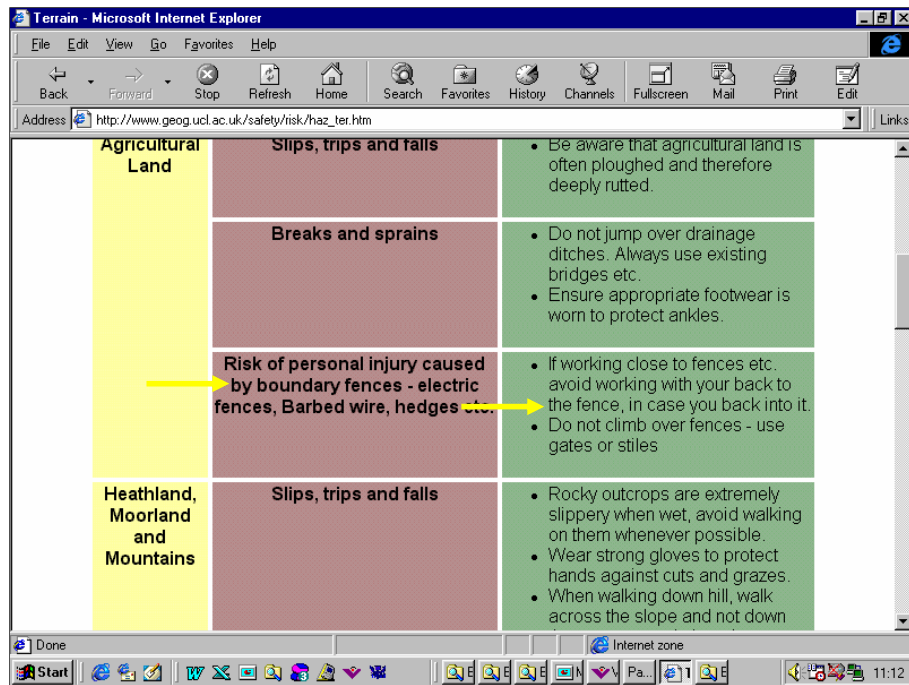 Terrain - Microsoft Internet Explorer
File Edit View Go Favorites Help
Back Forward Stop Refresh Home Search Favorites History Channels Fullscreen Mail Print Edit
Address http://www.geog.ucl.ac.uk/safety/risk/haz_ter.htm Links
Agricultural
Land
Slips, trips and falls
• Be aware that agricultural land is
often ploughed and therefore
deeply rutted.
Breaks and sprains
• Do not jump over drainage
ditches. Always use existing
bridges etc.
• Ensure appropriate footwear is
worn to protect ankles.
Risk of personal injury caused
by boundary fences - electric
fences, Barbed wire, hedges etc.
• If working close to fences etc.
avoid working with your back to
the fence, in case you back into it.
• Do not climb over fences - use
gates or stiles
Heathland,
Moorland
and
Mountains
Slips, trips and falls
• Rocky outcrops are extremely
slippery when wet, avoid walking
on them whenever possible.
• Wear strong gloves to protect
hands against cuts and grazes.
• When walking down hill, walk
across the slope and not down
Done Internet zone
Start E E E M V Pa... 1 E 11:12